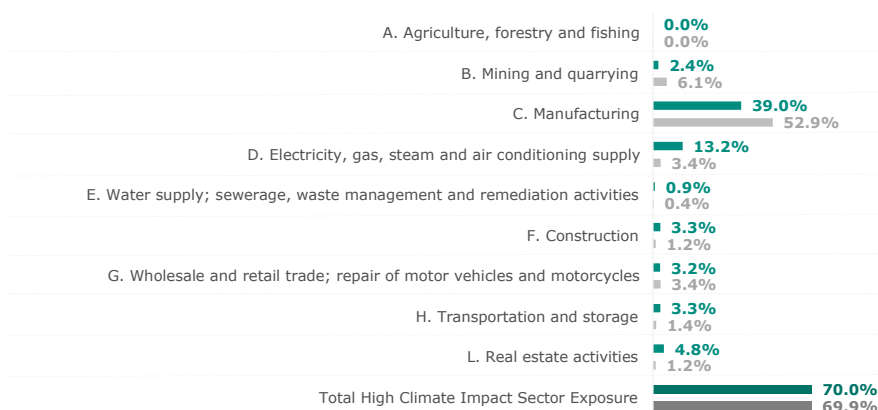 A. Agriculture, forestry and fishing
0.0%
0.0%
B. Mining and quarrying
2.4%
6.1%
C. Manufacturing
39.0%
52.9%
D. Electricity, gas, steam and air conditioning supply
13.2%
3.4%
E. Water supply; sewerage, waste management and remediation activities
0.9%
0.4%
F. Construction
3.3%
1.2%
G. Wholesale and retail trade; repair of motor vehicles and motorcycles
3.2%
3.4%
H. Transportation and storage
3.3%
1.4%
L. Real estate activities
4.8%
1.2%
Total High Climate Impact Sector Exposure
70.0%
69.9%